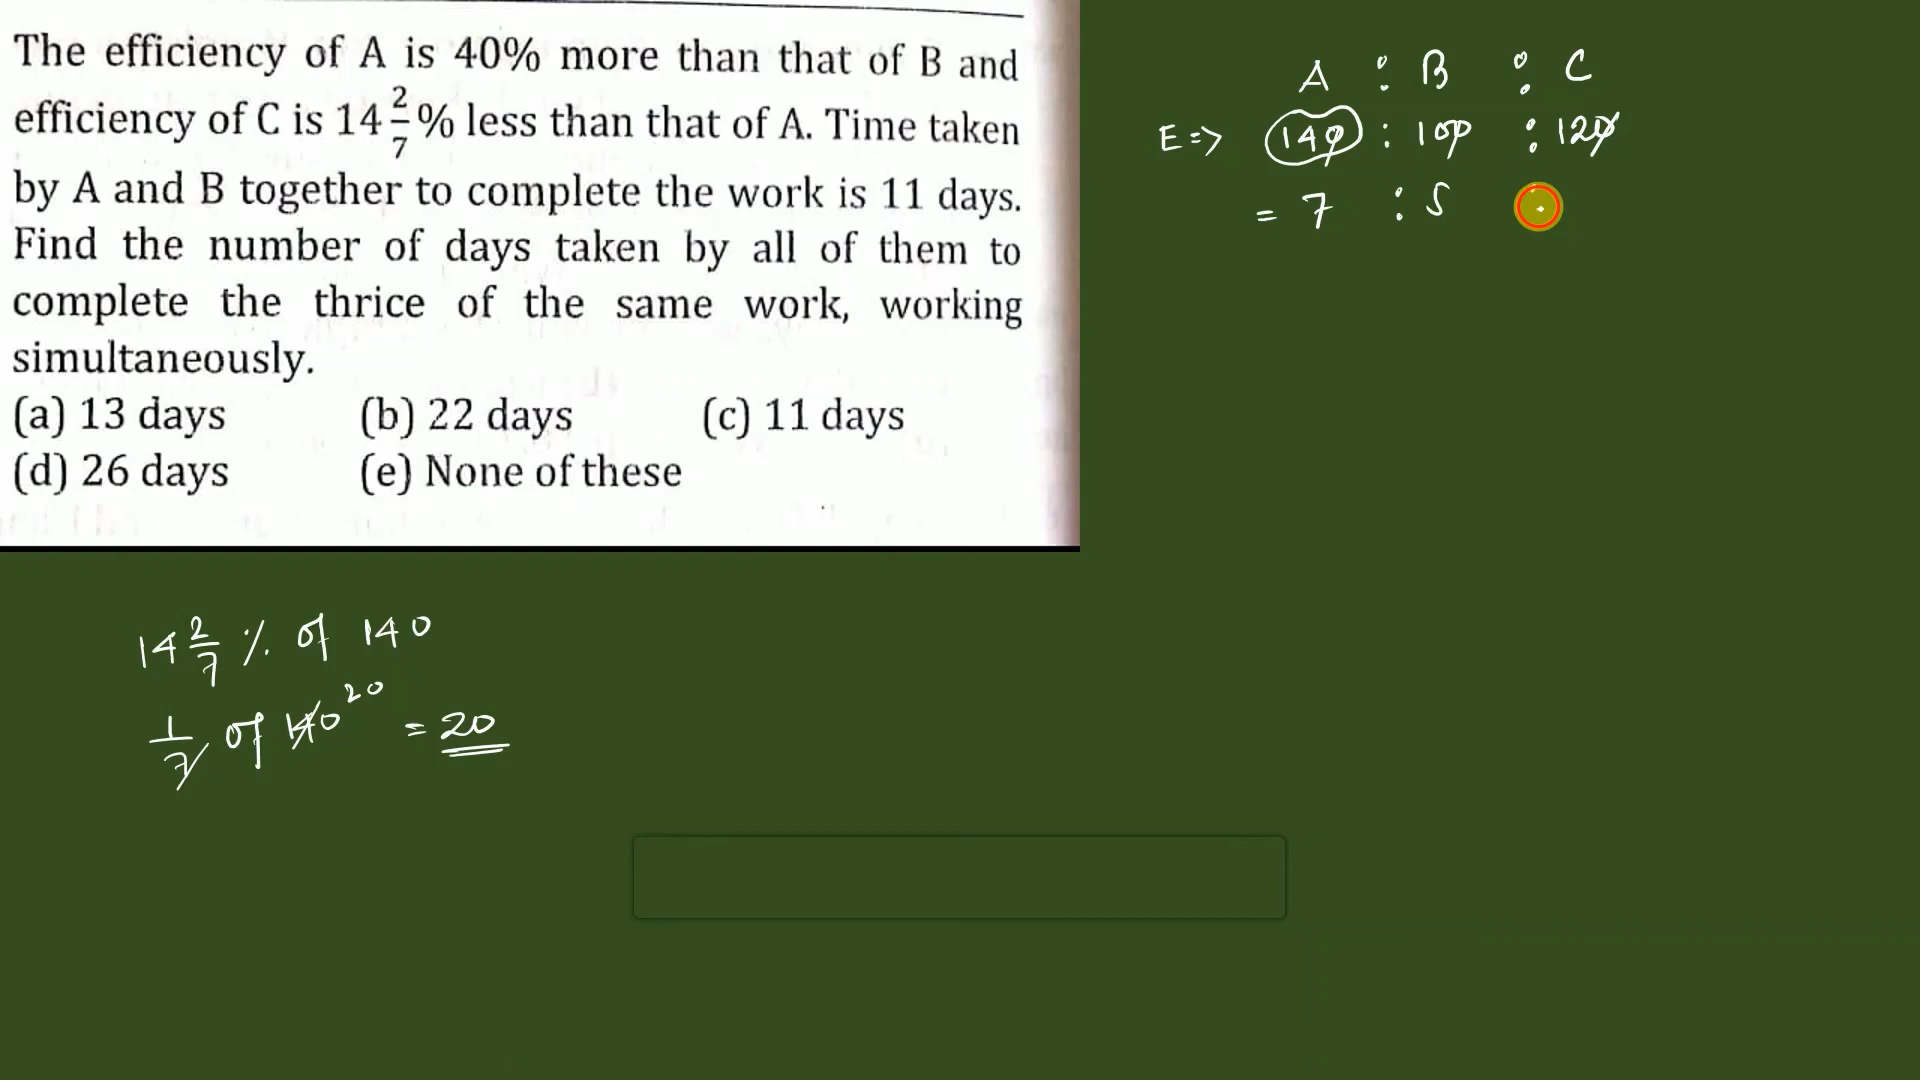 The efficiency of A is 40% more than that of B and
efficiency of C is 14 2/7 % less than that of A. Time taken
by A and B together to complete the work is 11 days.
Find the number of days taken by all of them to
complete the thrice of the same work, working
simultaneously.
(a) 13 days (b) 22 days (c) 11 days
(d) 26 days (e) None of these
A : B : C
E => 140 : 100 : 120
= 7 : 5
14 2/7 % of 140
1/7 of 140 20 = 20